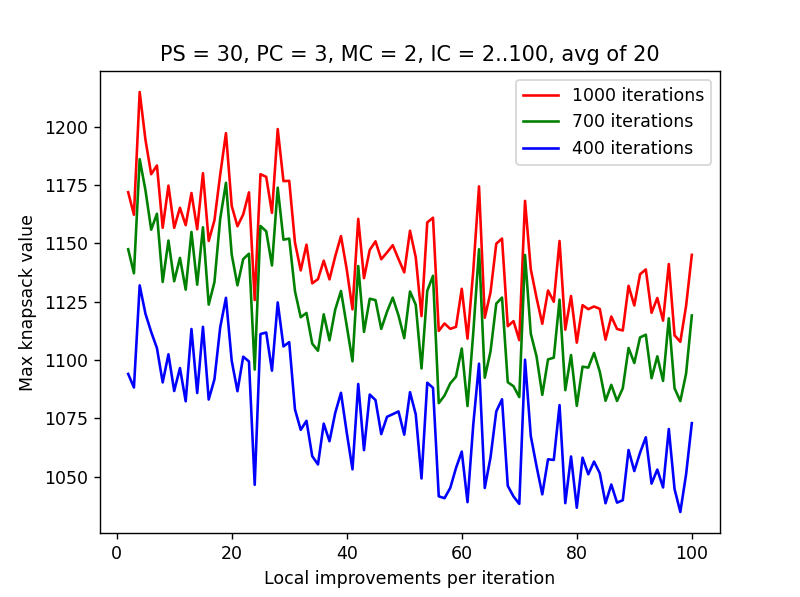 PS = 30, PC = 3, MC = 2, IC = 2..100, avg of 20
1000 iterations
700 iterations
400 iterations
Max knapsack value
1200
1175
1150
1125
1100
1075
1050
0 20 40 60 80 100
Local improvements per iteration